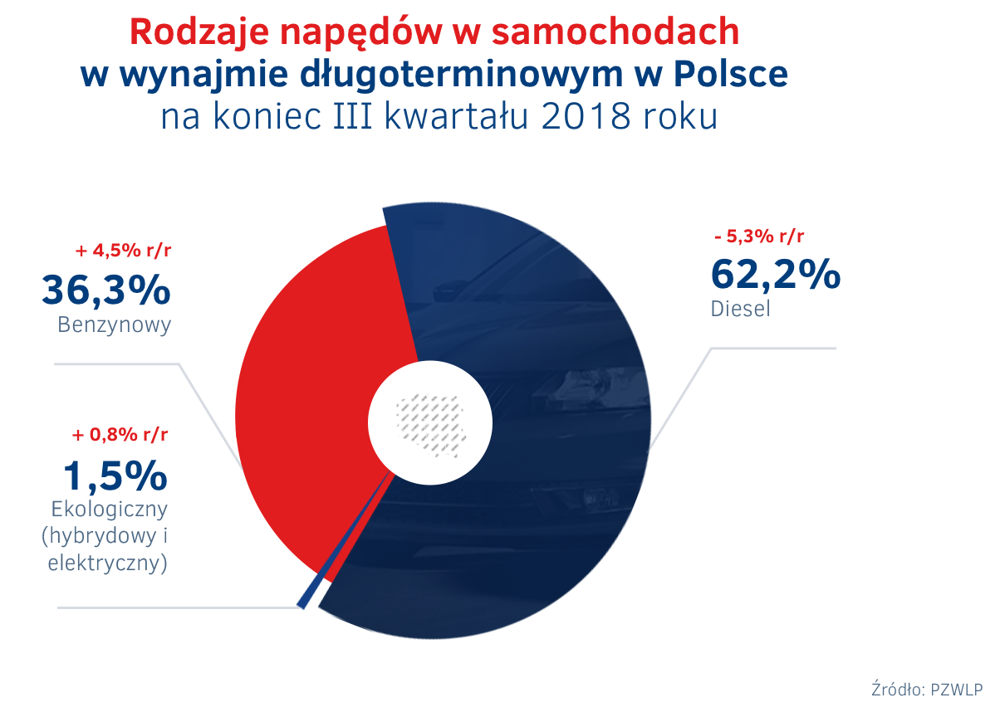 Rodzaje napędów w samochodach
w wynajmie długoterminowym w Polsce
na koniec III kwartału 2018 roku
+ 4,5% r/r
36,3%
Benzynowy
+ 0,8% r/r
1,5%
Ekologiczny
(hybrydowy i
elektryczny)
- 5,3% r/r
62,2%
Diesel
Źródło: PZWLP